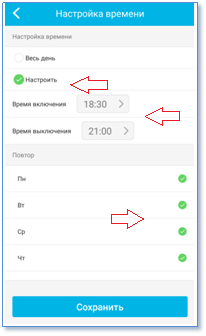 Настройка времени
Настройка времени
Весь день
Настроить
Время включения 18:30
Время выключения 21:00
Повтор
Пн
Вт
Ср
Чт
Сохранить